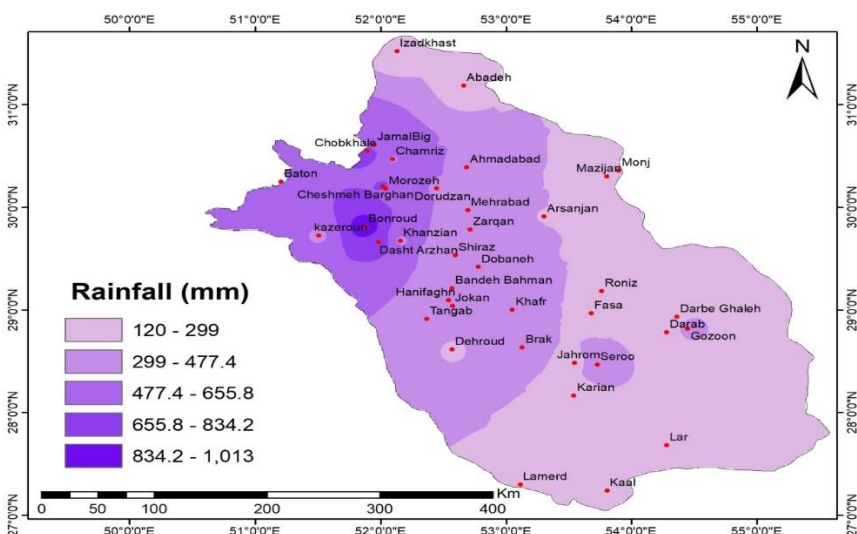 50°0'0"E 51°0'0"E 52°0'0"E 53°0'0"E 54°0'0"E 55°0'0"E
N
Izadkhast
Abadeh
31°0'0"N 31°0'0"N
JamalBig
Chobkhale
Chamriz
Ahmadabad
Monj
Mazijan
Baton
Morozeh
Cheshmeh Barghan
Dorudzan
30°0'0"N 30°0'0"N
Mehrabad
Arsanjan
Bonroud
Zarqan
kazeroun
Khanzian
Dasht Arzhan
Shiraz
Dobaneh
Bandeh Bahman
Roniz
Hanifaghn
Jokan
29°0'0"N 29°0'0"N
Khafr
Fasa
Darbe Ghaleh
Tangab
Darab
Gozoon
Dehroud
Brak
Jahrom
Seroo
Karian
28°0'0"N 28°0'0"N
Lar
Lamerd
Kaal
27°0'0"N 27°0'0"N
Rainfall (mm)
120 - 299
299 - 477.4
477.4 - 655.8
655.8 - 834.2
834.2 - 1,013
Km
0 50 100 200 300 400
50°0'0"E 51°0'0"E 52°0'0"E 53°0'0"E 54°0'0"E 55°0'0"E